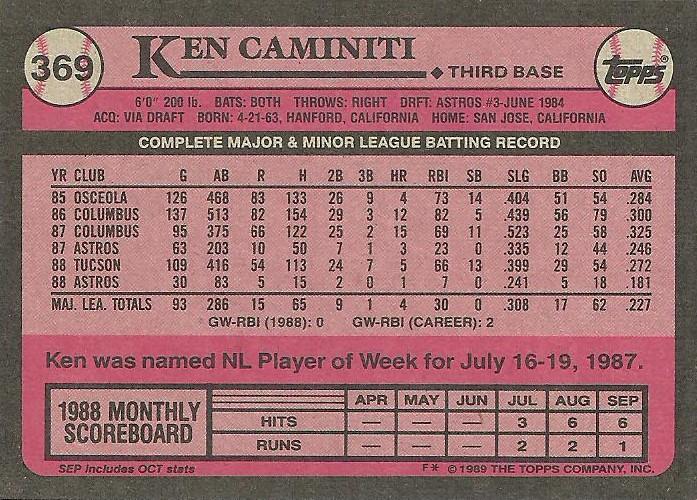 369
KEN CAMINITI
◆ THIRD BASE
topps®
6'0" 200 lb. BATS: BOTH THROWS: RIGHT DRFT: ASTROS #3-JUNE 1984
ACQ: VIA DRAFT BORN: 4-21-63, HANFORD, CALIFORNIA HOME: SAN JOSE, CALIFORNIA
COMPLETE MAJOR & MINOR LEAGUE BATTING RECORD
YR CLUB G AB R H 2B 3B HR RBI SB SLG BB SO AVG
85 OSCEOLA 126 468 83 133 26 9 4 73 14 .404 51 54 .284
86 COLUMBUS 137 513 82 154 29 3 12 82 5 .439 56 79 .300
87 COLUMBUS 95 375 66 122 25 2 15 69 11 .523 25 58 .325
87 ASTROS 63 203 10 50 7 1 3 23 0 .335 12 44 .246
88 TUCSON 109 416 54 113 24 7 5 66 13 .399 29 54 .272
88 ASTROS 30 83 5 15 2 0 1 7 0 .241 5 18 .181
MAJ. LEA. TOTALS 93 286 15 65 9 1 4 30 0 .308 17 62 .227
GW-RBI (1988): 0 GW-RBI (CAREER): 2
Ken was named NL Player of Week for July 16-19, 1987.
1988 MONTHLY SCOREBOARD
APR MAY JUN JUL AUG SEP
HITS — — — 3 6 6
RUNS — — — 2 2 1
SEP includes OCT stats
F* © 1989 THE TOPPS COMPANY, INC.